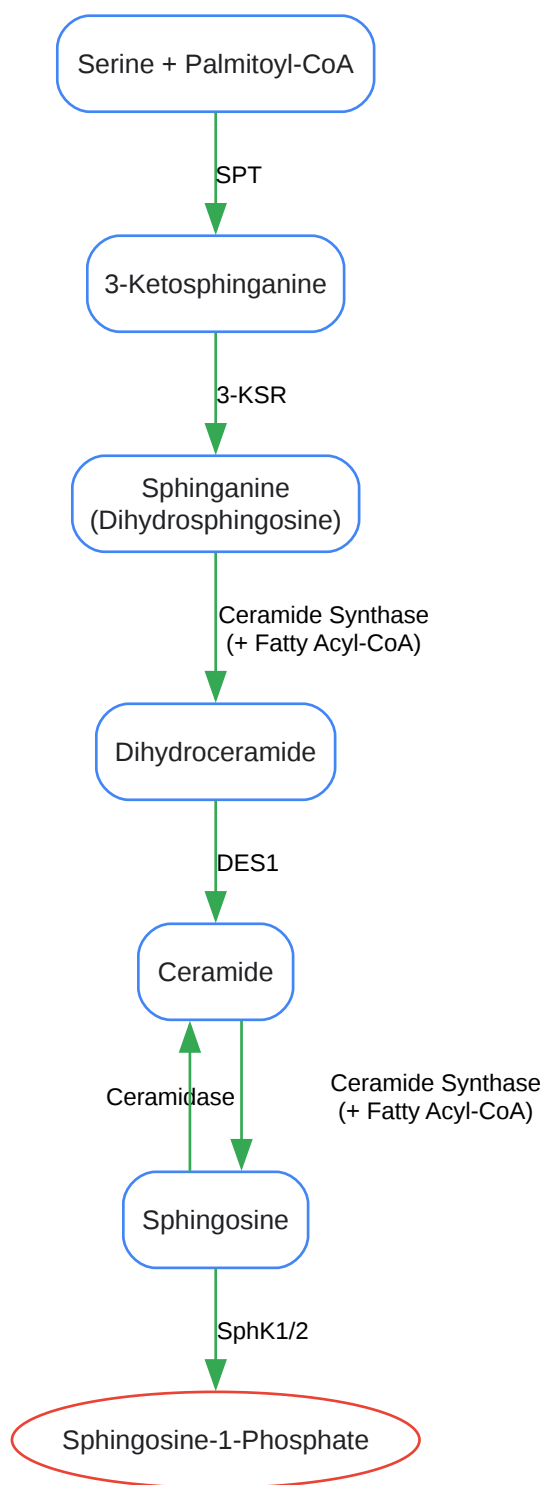 Serine + Palmitoyl-CoA
SPT
3-Ketosphinganine
3-KSR
Sphinganine
(Dihydrosphingosine)
Ceramide Synthase
(+ Fatty Acyl-CoA)
Dihydroceramide
DES1
Ceramide
Ceramidase
Ceramide Synthase
(+ Fatty Acyl-CoA)
Sphingosine
SphK1/2
Sphingosine-1-Phosphate